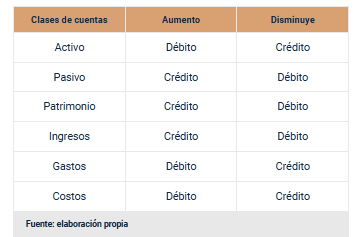 Clases de cuentas Aumento Disminuye
Activo Débito Crédito
Pasivo Crédito Débito
Patrimonio Crédito Débito
Ingresos Crédito Débito
Gastos Débito Crédito
Costos Débito Crédito
Fuente: elaboración propia